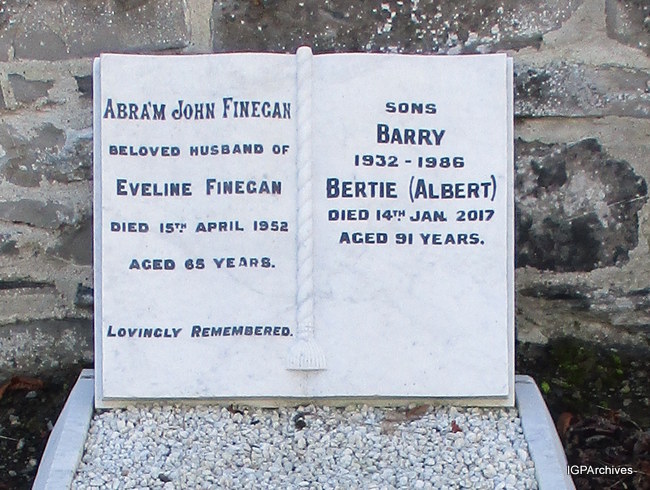 ABRA'M JOHN FINEGAN
BELOVED HUSBAND OF
EVELINE FINEGAN
DIED 15TH APRIL 1952
AGED 65 YEARS.
LOVINGLY REMEMBERED.
SONS
BARRY
1932 - 1986
BERTIE (ALBERT)
DIED 14TH JAN. 2017
AGED 91 YEARS.
IGPArchives